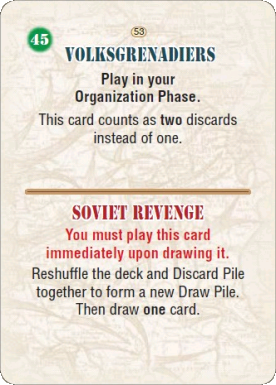 53
45
VOLKSGRENADIERS
Play in your
Organization Phase.
This card counts as two discards
instead of one.
SOVIET REVENGE
You must play this card
immediately upon drawing it.
Reshuffle the deck and Discard Pile
together to form a new Draw Pile.
Then draw one card.